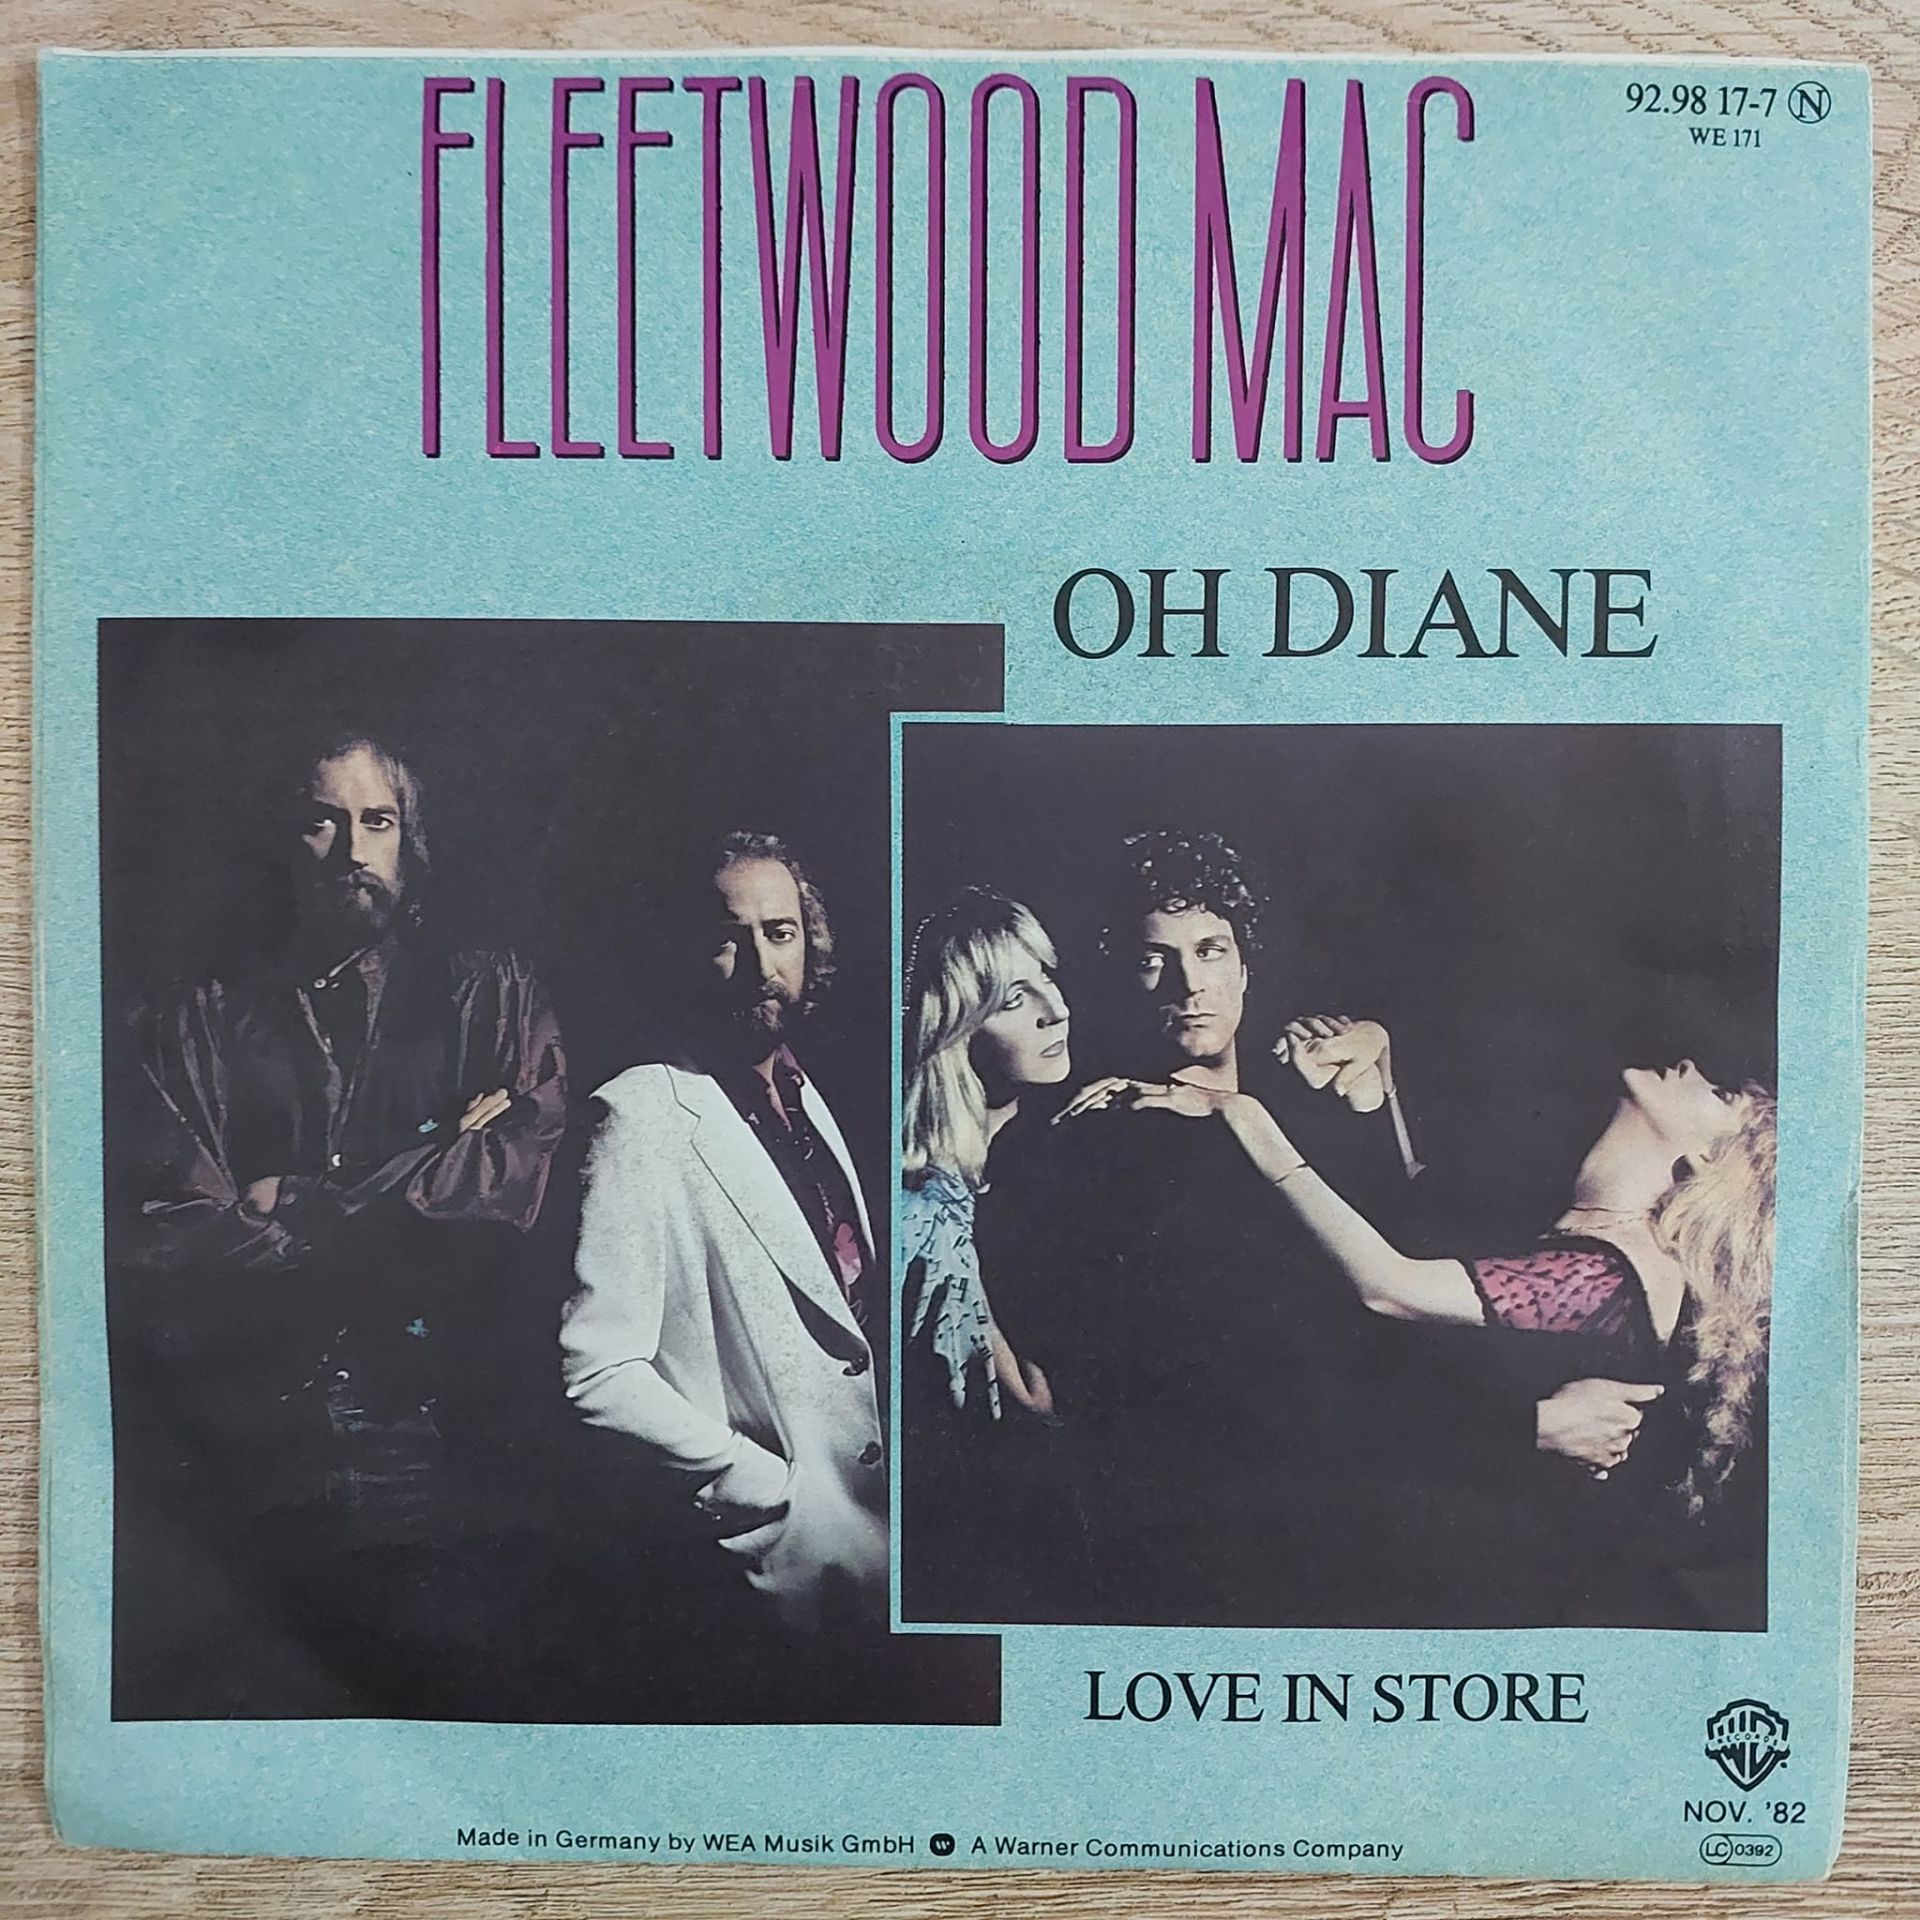 FLEETWOOD MAC
92.98 17-7 N
WE 171
OH DIANE
LOVE IN STORE
RECORDS
NOV. '82
Made in Germany by WEA Musik GmbH A Warner Communications Company
LC 0392